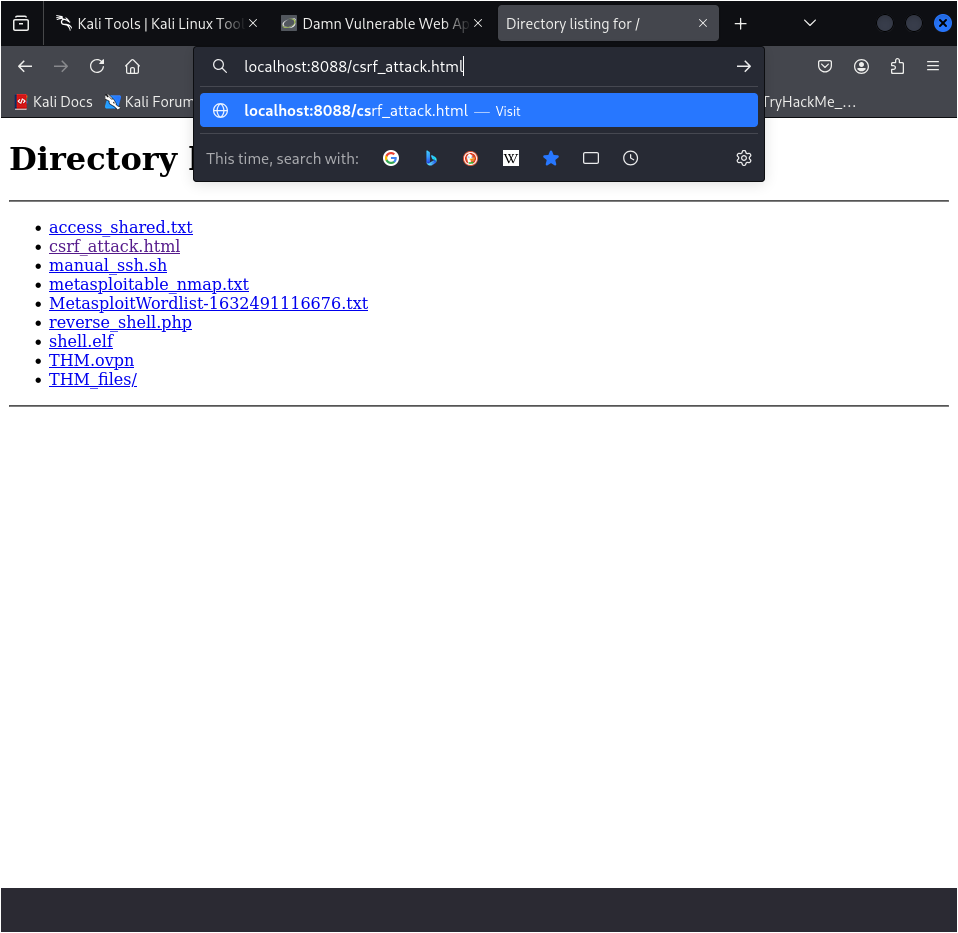 Kali Tools | Kali Linux Tool
Damn Vulnerable Web Ap
Directory listing for /
localhost:8088/csrf_attack.html
Kali Docs
Kali Forum
localhost:8088/csrf_attack.html — Visit
TryHackMe_...
This time, search with:
W
Directory
access_shared.txt
csrf_attack.html
manual_ssh.sh
metasploitable_nmap.txt
MetasploitWordlist-1632491116676.txt
reverse_shell.php
shell.elf
THM.ovpn
THM_files/